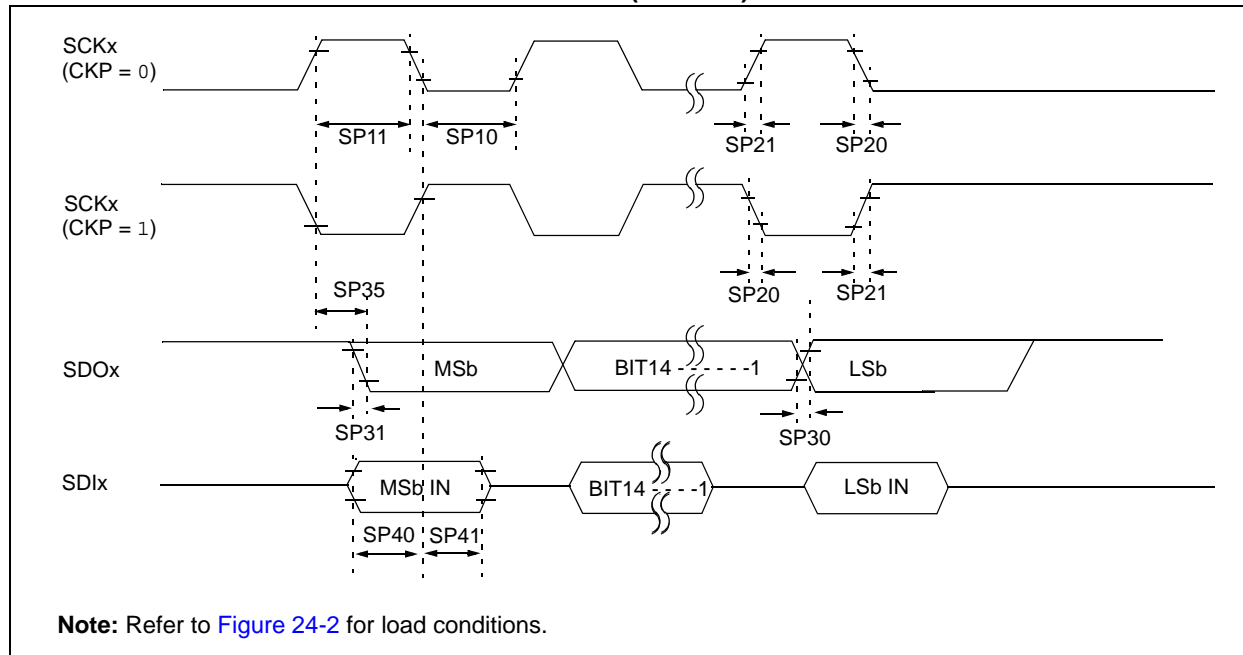 SCKx
(CKP = 0)
SP11
SP10
SP21
SP20
SCKx
(CKP = 1)
SP35
SP20
SP21
SDOx
MSb
BIT14 - - - - - - -1
LSb
SP31
SP30
SDIx
MSb IN
BIT14 - - - -1
LSb IN
SP40
SP41
Note: Refer to Figure 24-2 for load conditions.